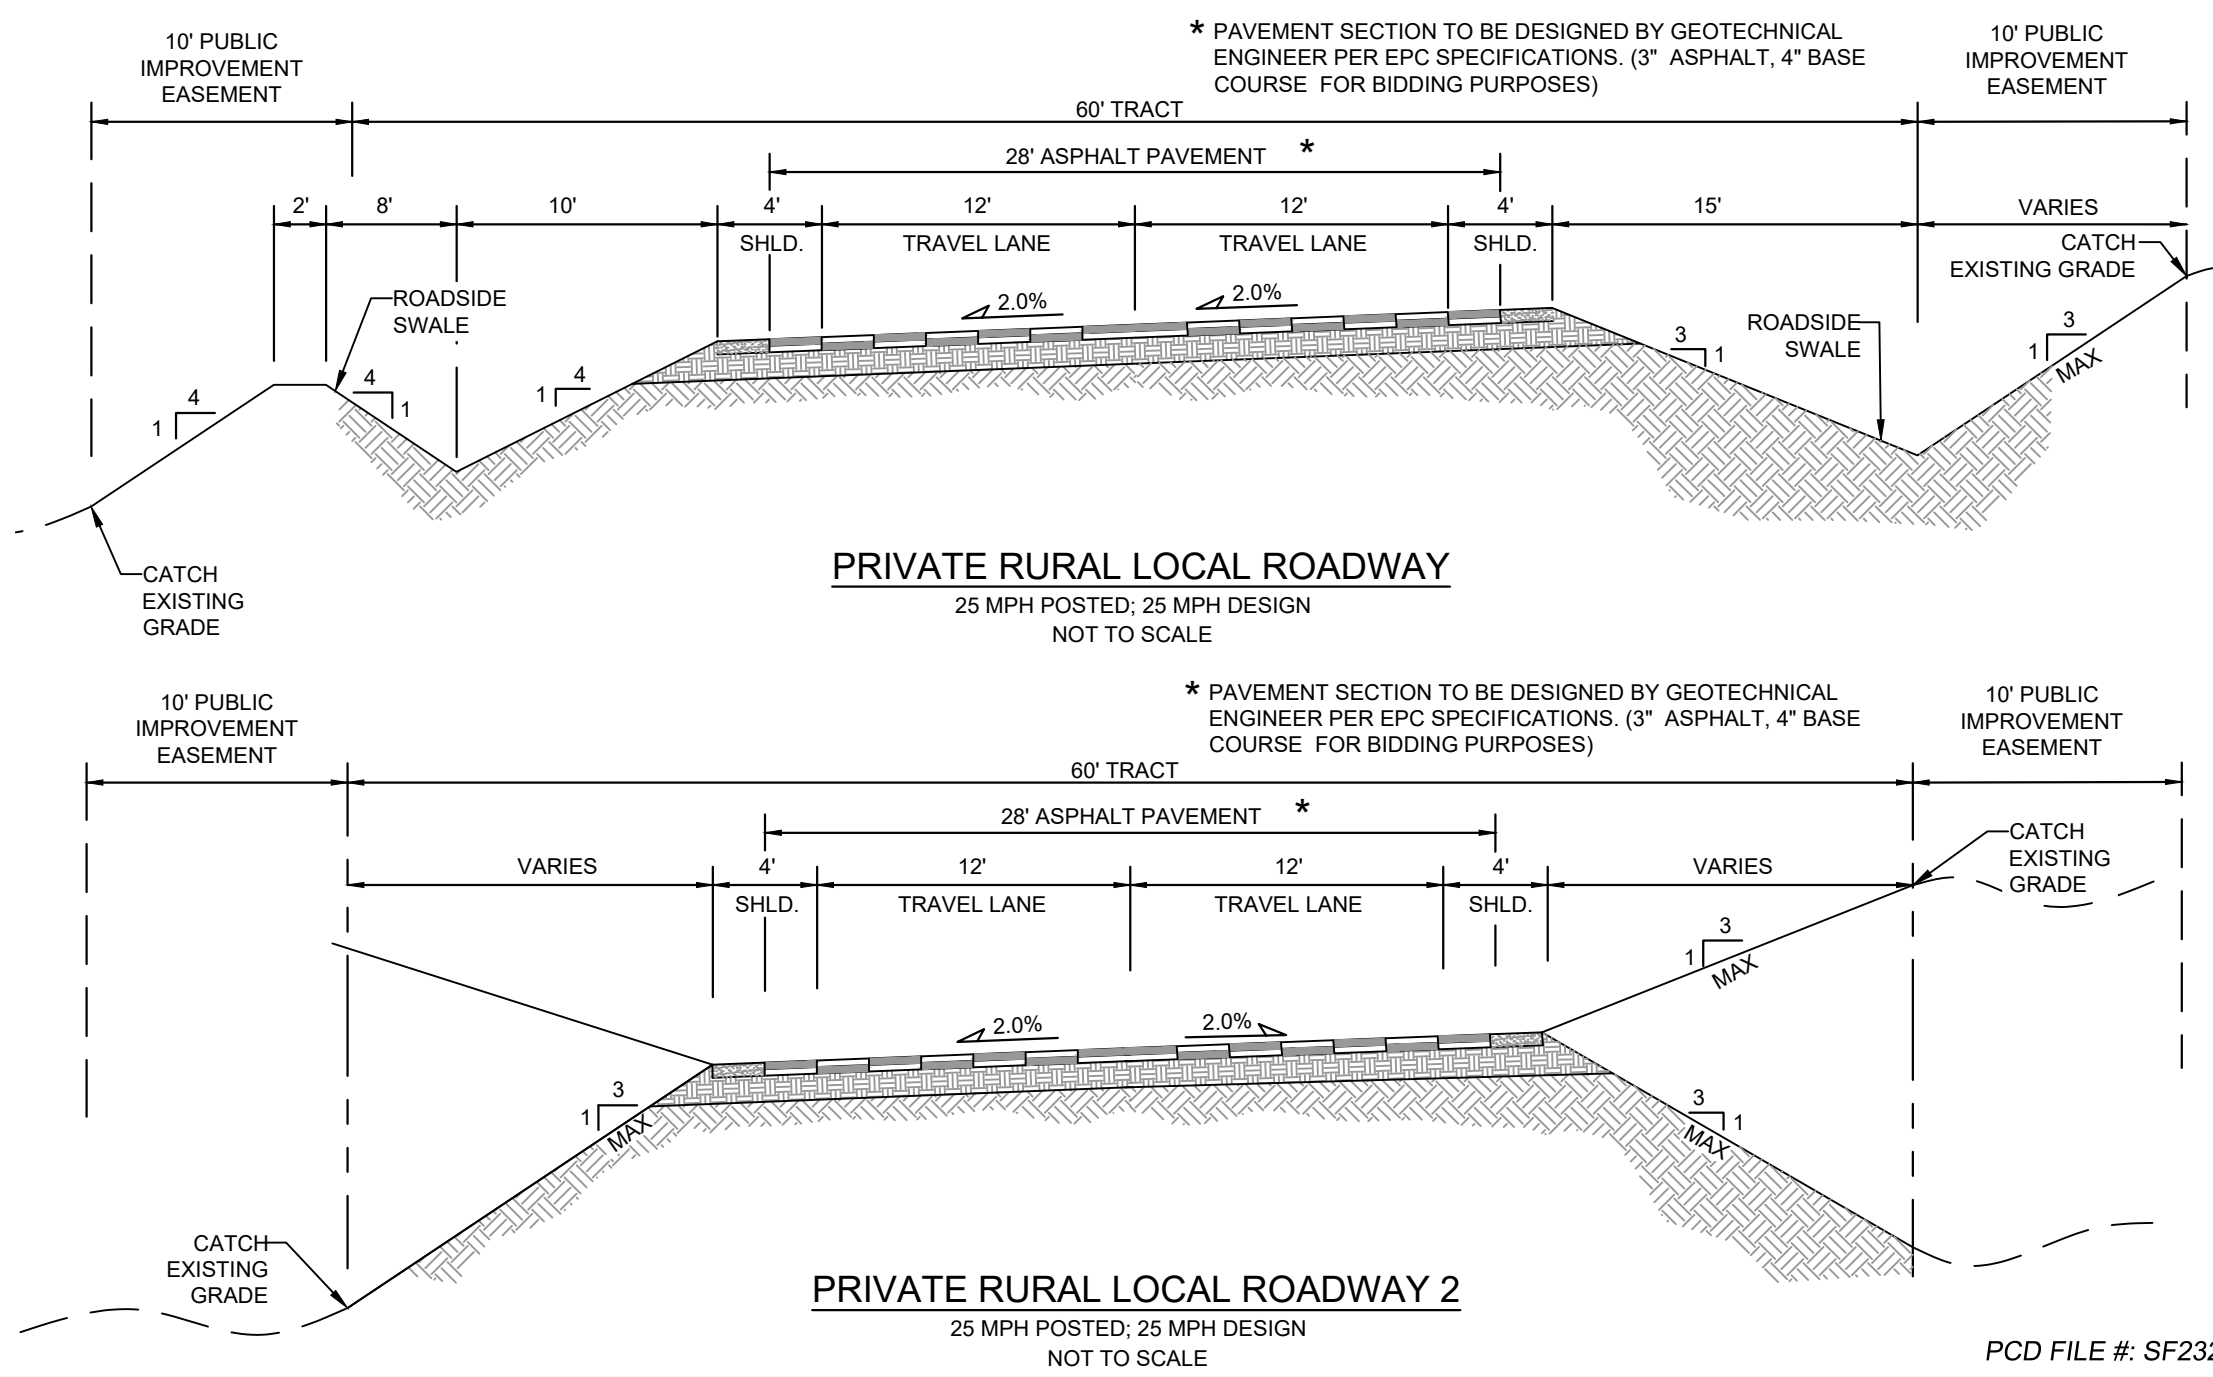 10' PUBLIC
IMPROVEMENT
EASEMENT
* PAVEMENT SECTION TO BE DESIGNED BY GEOTECHNICAL
ENGINEER PER EPC SPECIFICATIONS. (3" ASPHALT, 4" BASE
COURSE FOR BIDDING PURPOSES)
10' PUBLIC
IMPROVEMENT
EASEMENT
60' TRACT
28' ASPHALT PAVEMENT *
2' 8' 10' 4' 12' 12' 4' 15' VARIES
SHLD. TRAVEL LANE TRAVEL LANE SHLD.
CATCH
EXISTING GRADE
ROADSIDE
SWALE
2.0% 2.0%
ROADSIDE
SWALE
3
1
3
1
MAX
4
1
4
1
4
1
CATCH
EXISTING
GRADE
PRIVATE RURAL LOCAL ROADWAY
25 MPH POSTED; 25 MPH DESIGN
NOT TO SCALE
10' PUBLIC
IMPROVEMENT
EASEMENT
* PAVEMENT SECTION TO BE DESIGNED BY GEOTECHNICAL
ENGINEER PER EPC SPECIFICATIONS. (3" ASPHALT, 4" BASE
COURSE FOR BIDDING PURPOSES)
10' PUBLIC
IMPROVEMENT
EASEMENT
60' TRACT
28' ASPHALT PAVEMENT *
VARIES 4' 12' 12' 4' VARIES
SHLD. TRAVEL LANE TRAVEL LANE SHLD.
CATCH
EXISTING
GRADE
3
1
MAX
2.0% 2.0%
3
1
MAX
3
1
MAX
CATCH
EXISTING
GRADE
PRIVATE RURAL LOCAL ROADWAY 2
25 MPH POSTED; 25 MPH DESIGN
NOT TO SCALE
PCD FILE #: SF232